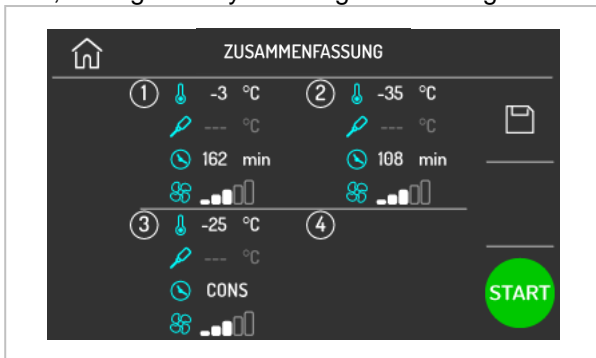 ZUSAMMENFASSUNG
1 -3 °C 2 -35 °C
--- °C --- °C
162 min 108 min
3 -25 °C 4
--- °C
CONS
START